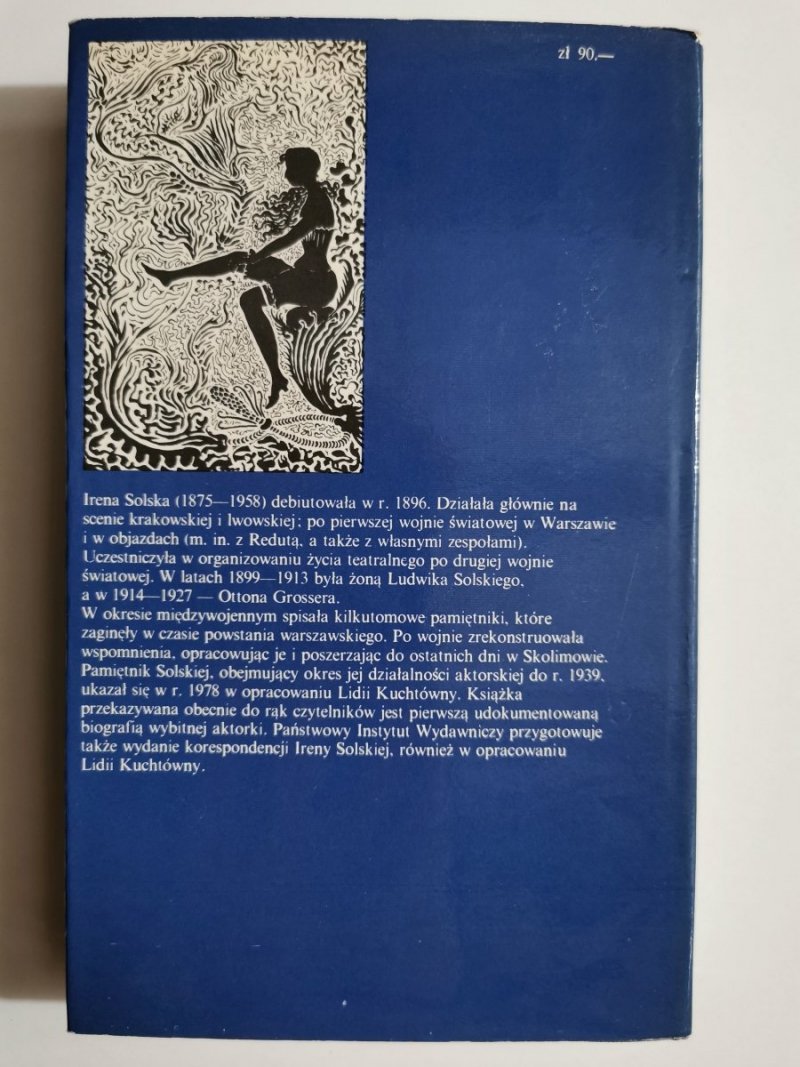 zł 90.—
Irena Solska (1875—1958) debiutowała w r. 1896. Działała głównie na
scenie krakowskiej i lwowskiej; po pierwszej wojnie światowej w Warszawie
i w objazdach (m. in. z Redutą, a także z własnymi zespołami).
Uczestniczyła w organizowaniu życia teatralnego po drugiej wojnie
światowej. W latach 1899—1913 była żoną Ludwika Solskiego,
a w 1914—1927 — Ottona Grossera.
W okresie międzywojennym spisała kilkutomowe pamiętniki, które
zaginęły w czasie powstania warszawskiego. Po wojnie zrekonstruowała
wspomnienia, opracowując je i poszerzając do ostatnich dni w Skolimowie.
Pamiętnik Solskiej, obejmujący okres jej działalności aktorskiej do r. 1939,
ukazał się w r. 1978 w opracowaniu Lidii Kuchtówny. Książka
przekazywana obecnie do rąk czytelników jest pierwszą udokumentowaną
biografią wybitnej aktorki. Państwowy Instytut Wydawniczy przygotowuje
także wydanie korespondencji Ireny Solskiej, również w opracowaniu
Lidii Kuchtówny.